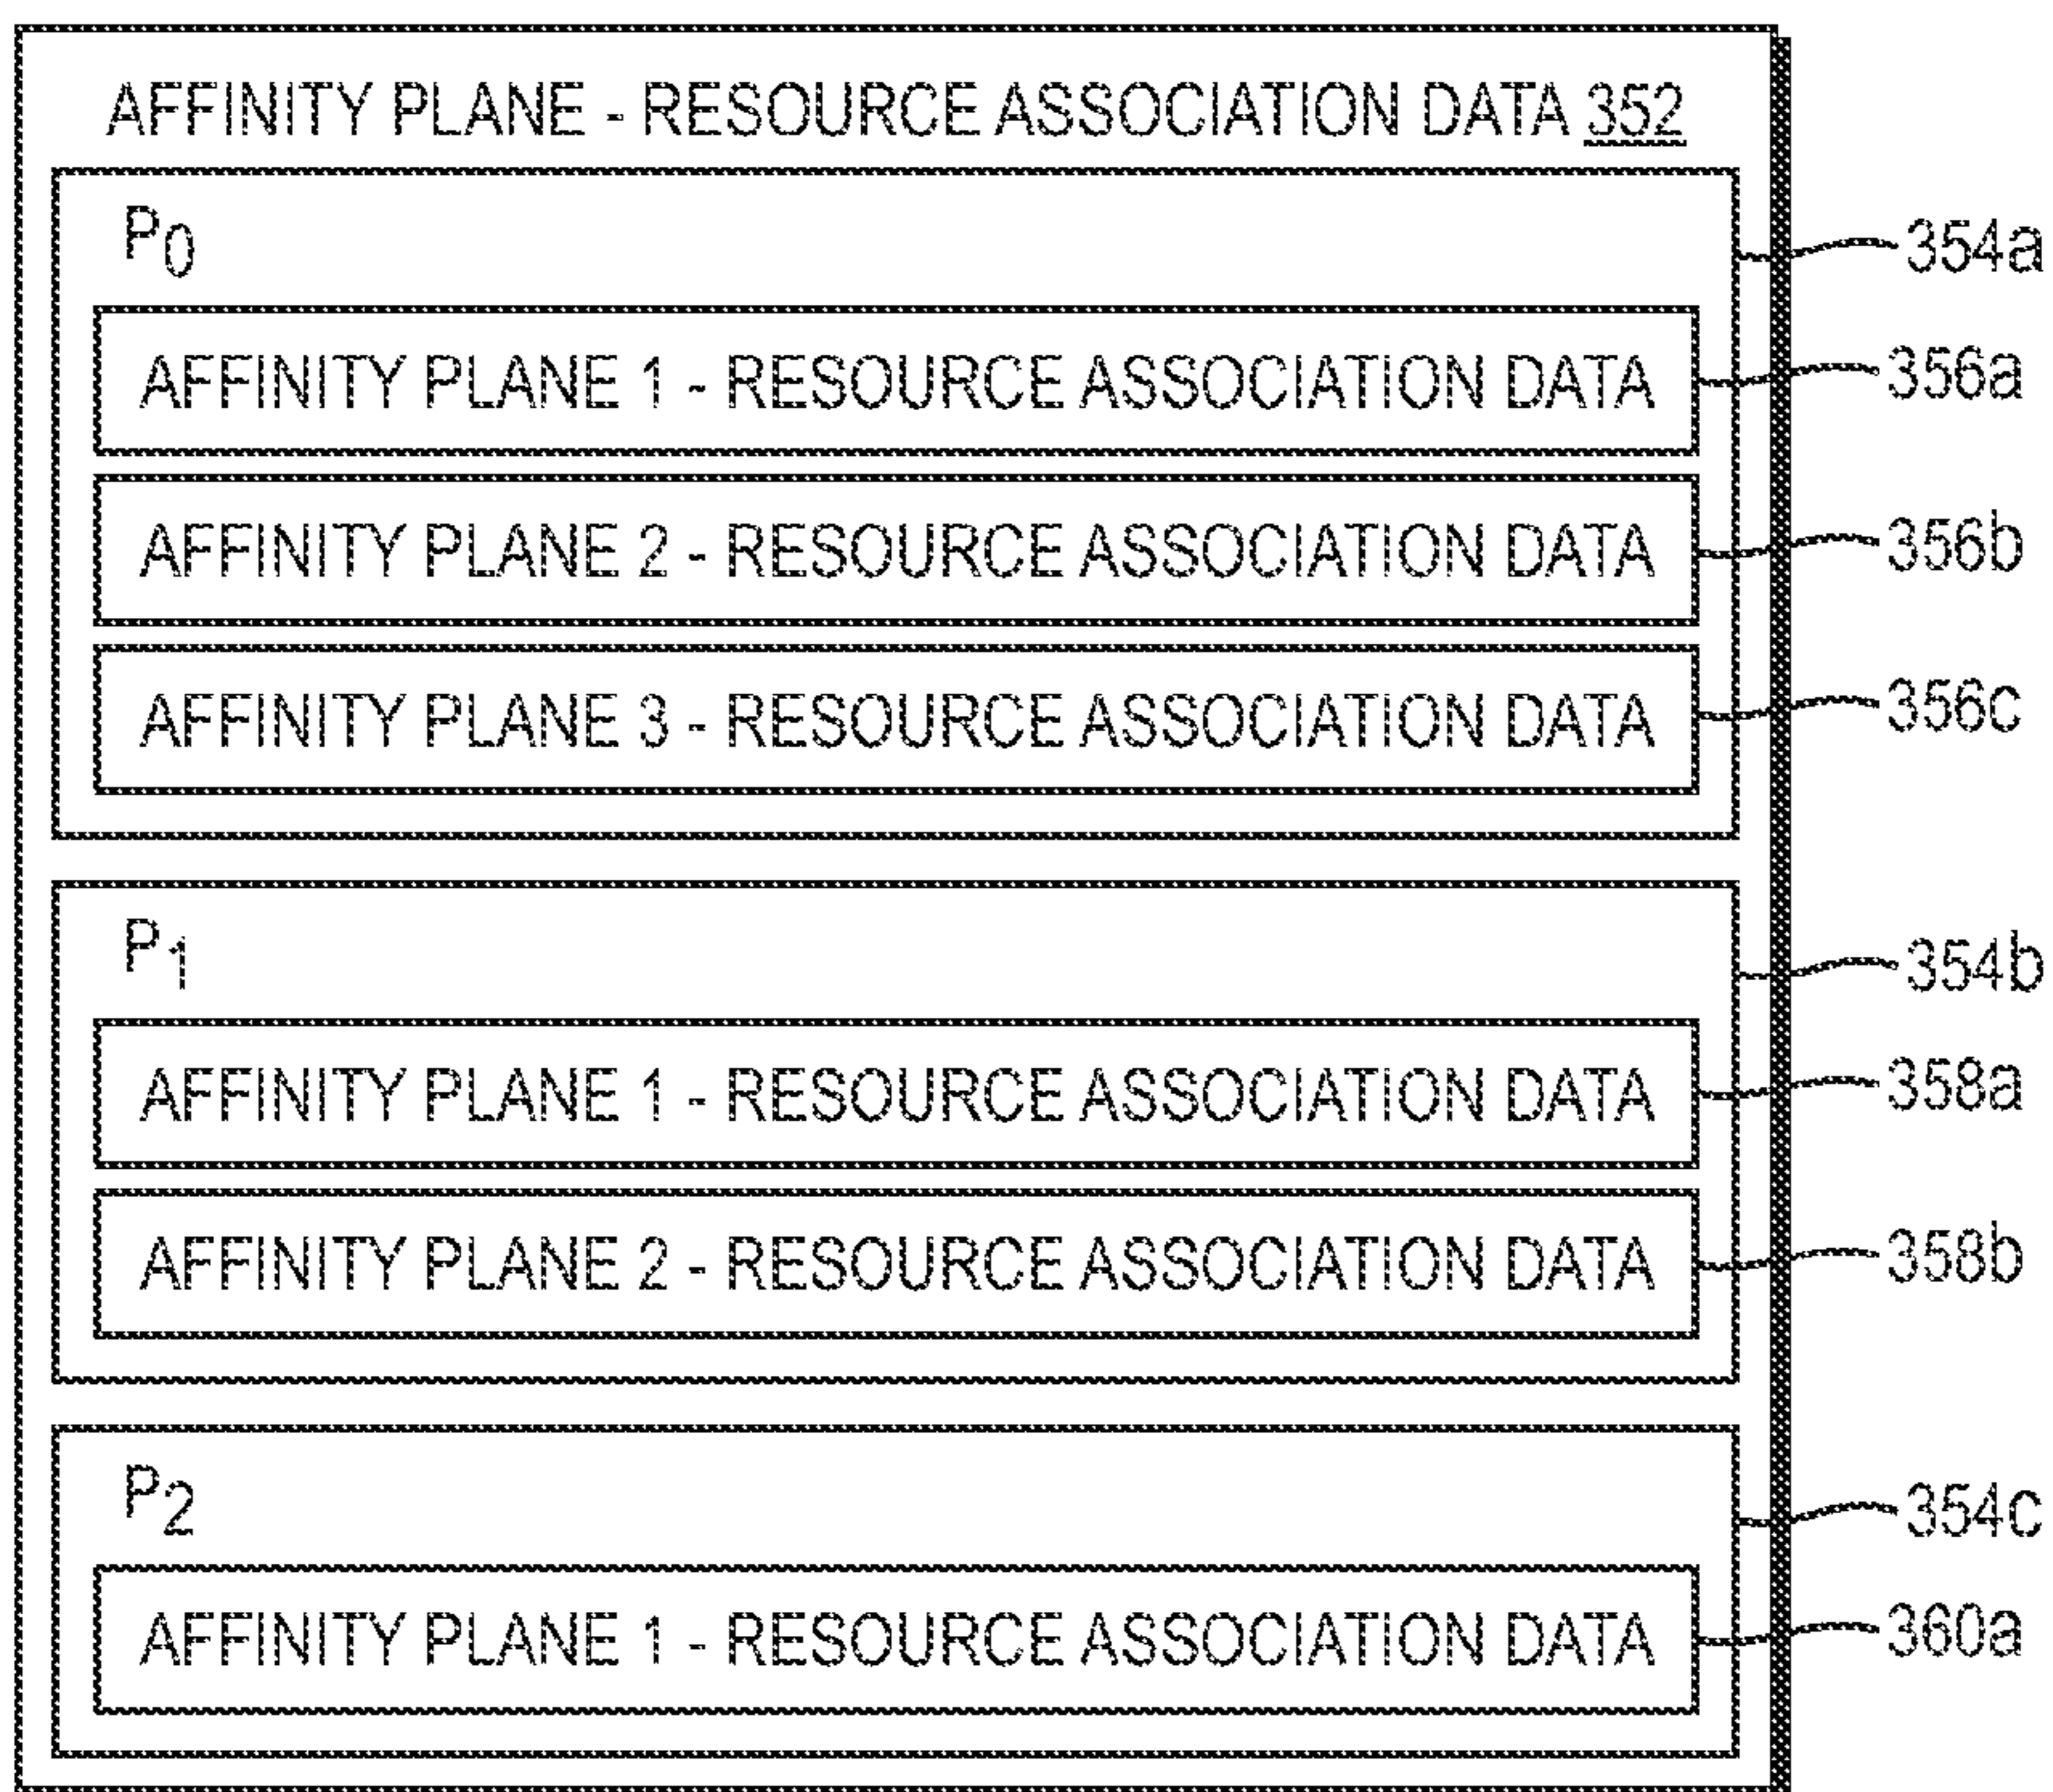 AFFINITY PLANE - RESOURCE ASSOCIATION DATA 352
P0
354a
AFFINITY PLANE 1 - RESOURCE ASSOCIATION DATA
356a
AFFINITY PLANE 2 - RESOURCE ASSOCIATION DATA
356b
AFFINITY PLANE 3 - RESOURCE ASSOCIATION DATA
356c
P1
354b
AFFINITY PLANE 1 - RESOURCE ASSOCIATION DATA
358a
AFFINITY PLANE 2 - RESOURCE ASSOCIATION DATA
358b
P2
354c
AFFINITY PLANE 1 - RESOURCE ASSOCIATION DATA
360a